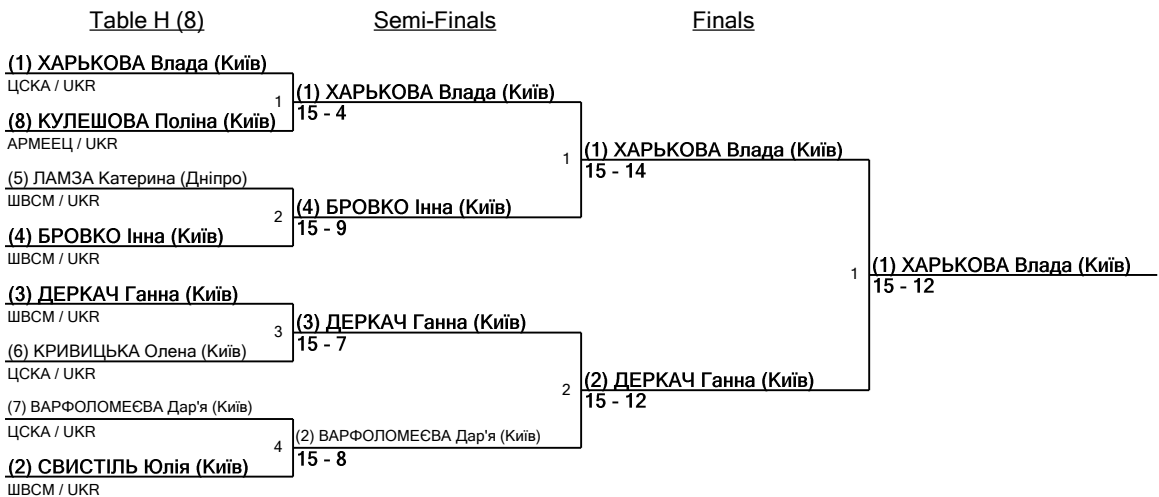 Table H (8)
Semi-Finals
Finals
(1) ХАРЬКОВА Влада (Київ)
ЦСКА / UKR
1
(8) КУЛЕШОВА Поліна (Київ)
АРМЕЕЦ / UKR
(5) ЛАМЗА Катерина (Дніпро)
ШВСМ / UKR
2
(4) БРОВКО Інна (Київ)
ШВСМ / UKR
(3) ДЕРКАЧ Ганна (Київ)
ШВСМ / UKR
3
(6) КРИВИЦЬКА Олена (Київ)
ЦСКА / UKR
(7) ВАРФОЛОМЕЄВА Дар'я (Київ)
ЦСКА / UKR
4
(2) СВИСТІЛЬ Юлія (Київ)
ШВСМ / UKR
(1) ХАРЬКОВА Влада (Київ)
15 - 4
1
(4) БРОВКО Інна (Київ)
15 - 9
(3) ДЕРКАЧ Ганна (Київ)
15 - 7
2
(2) ВАРФОЛОМЕЄВА Дар'я (Київ)
15 - 8
(1) ХАРЬКОВА Влада (Київ)
15 - 14
1
(2) ДЕРКАЧ Ганна (Київ)
15 - 12
(1) ХАРЬКОВА Влада (Київ)
15 - 12